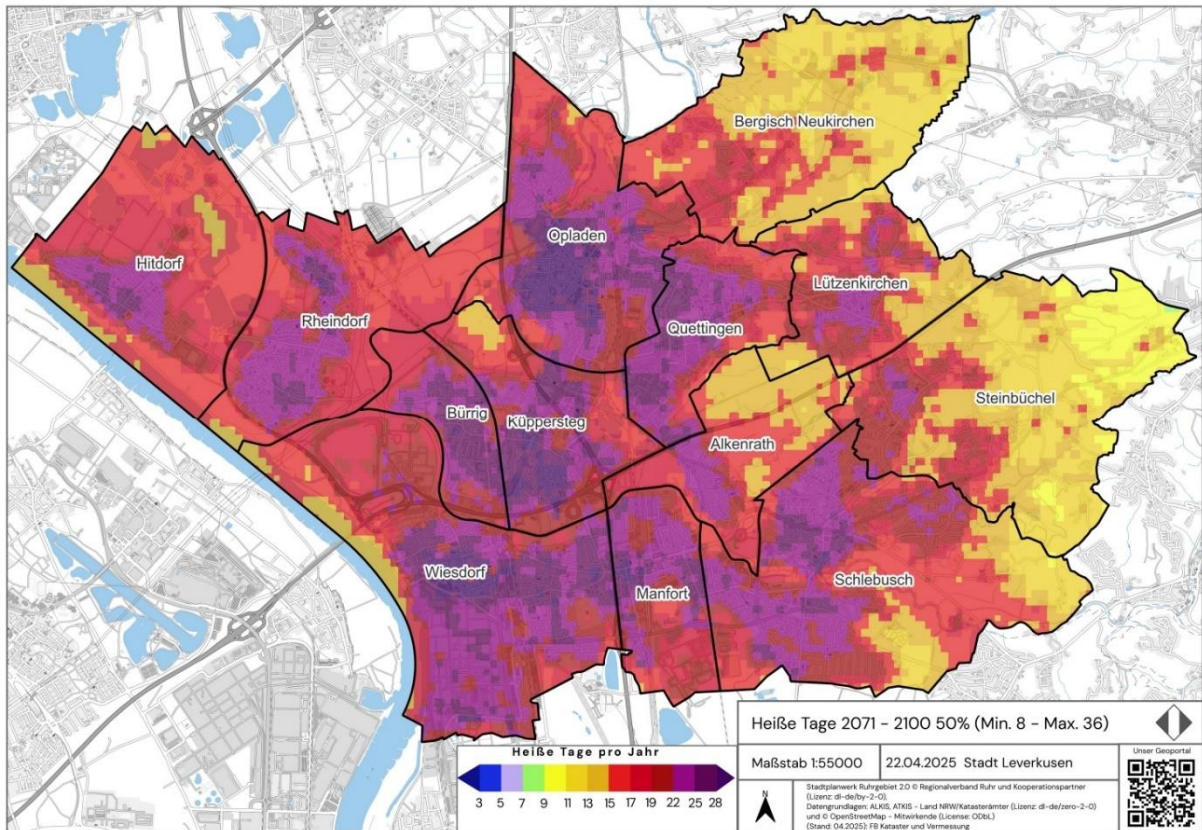 Bergisch Neukirchen
Opladen
Hitdorf
Lützenkirchen
Rheindorf
Quettingen
Steinbüchel
Bürrig
Küppersteg
Alkenrath
Wiesdorf
Schlebusch
Manfort
Heiße Tage 2071 - 2100 50% (Min. 8 - Max. 36)
Heiße Tage pro Jahr
3 5 7 9 11 13 15 17 19 22 25 28
Maßstab 1:55000
22.04.2025 Stadt Leverkusen
Unser Geoportal
N
Stadtplanwerk Ruhrgebiet 2.0 © Regionalverband Ruhr und Kooperationspartner
(Lizenz: dl-de/by-2-0),
Datengrundlagen: ALKIS, ATKIS - Land NRW/Katasterämter (Lizenz: dl-de/zero-2-0)
und © OpenStreetMap - Mitwirkende (License: ODbL)
(Stand: 04.2025): FB Kataster und Vermessung